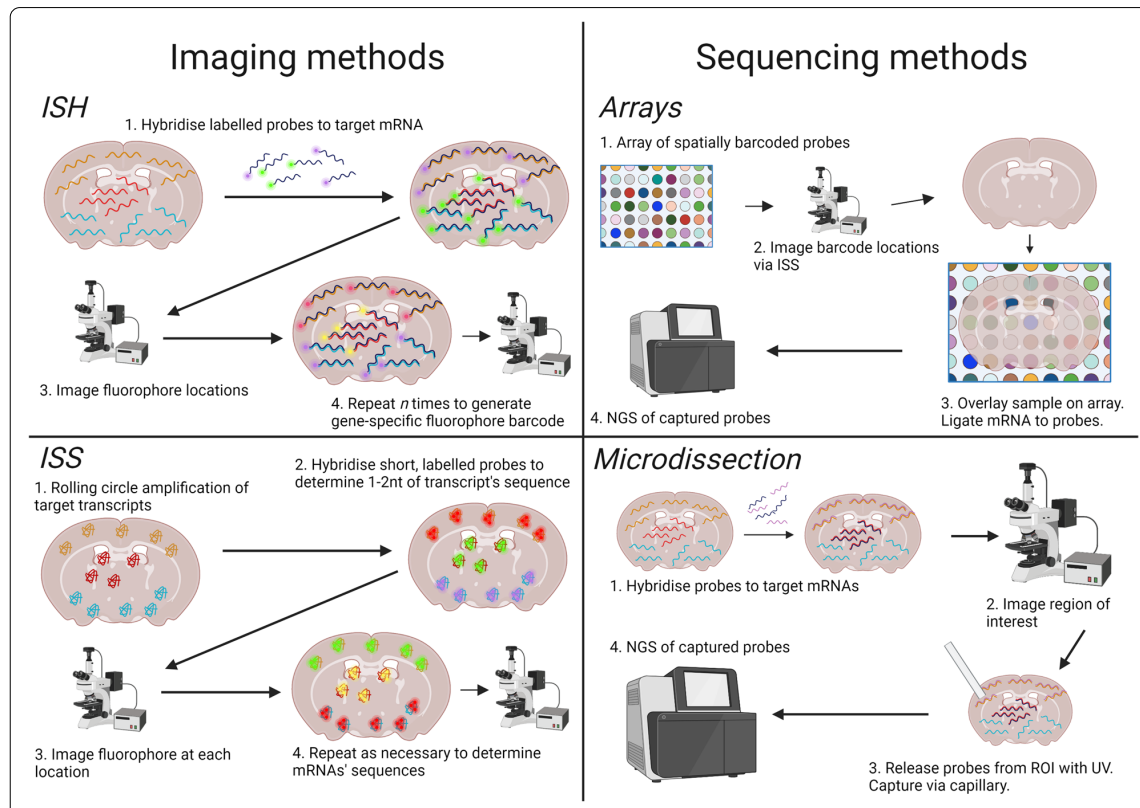 Imaging methods
ISH
1. Hybridise labelled probes to target mRNA
3. Image fluorophore locations
4. Repeat n times to generate
gene-specific fluorophore barcode
ISS
1. Rolling circle amplification of
target transcripts
2. Hybridise short, labelled probes to
determine 1-2nt of transcript's sequence
3. Image fluorophore at each
location
4. Repeat as necessary to determine
mRNAs' sequences
Sequencing methods
Arrays
1. Array of spatially barcoded probes
2. Image barcode locations
via ISS
3. Overlay sample on array.
Ligate mRNA to probes.
4. NGS of captured probes
Microdissection
1. Hybridise probes to target mRNAs
2. Image region of
interest
3. Release probes from ROI with UV.
Capture via capillary.
4. NGS of captured probes